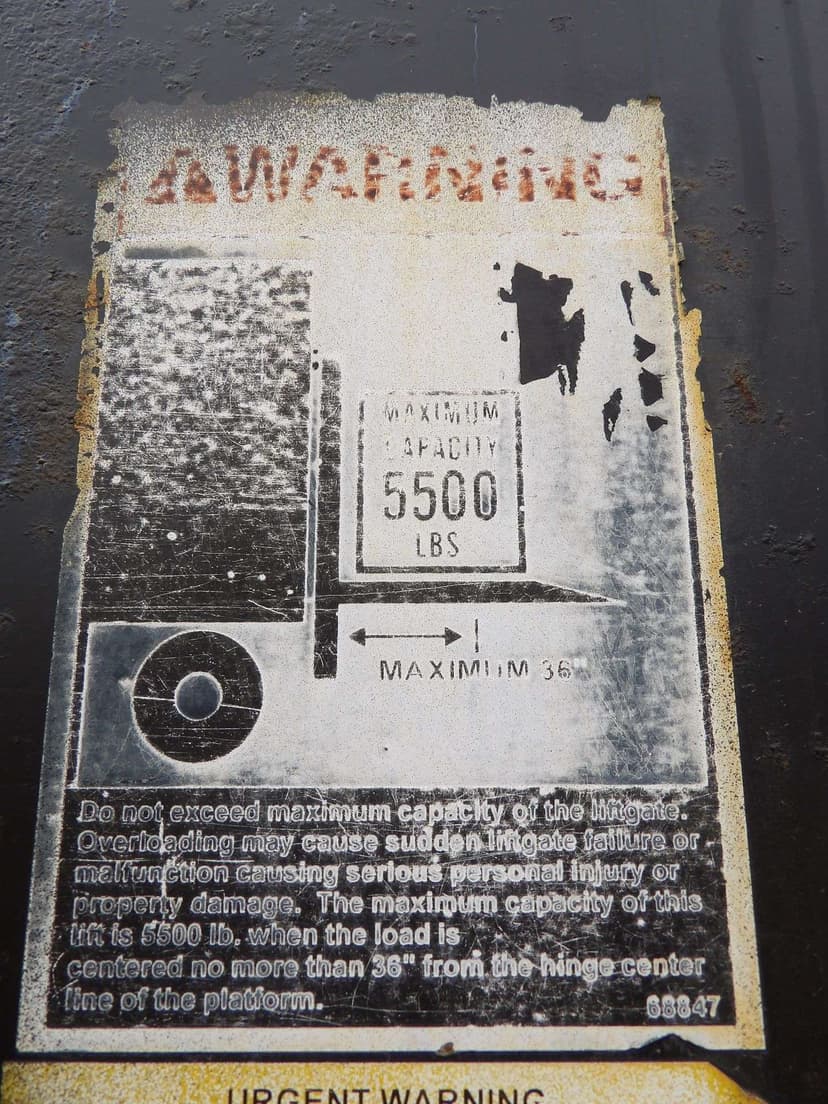 WARNING
MAXIMUM
CAPACITY
5500
LBS
MAXIMUM 36"
Do not exceed maximum capacity of the liftgate.
Overloading may cause sudden liftgate failure or
malfunction causing serious personal injury or
property damage. The maximum capacity of this
lift is 5500 lb. when the load is
centered no more than 36" from the hinge center
line of the platform.
68847
URGENT WARNING